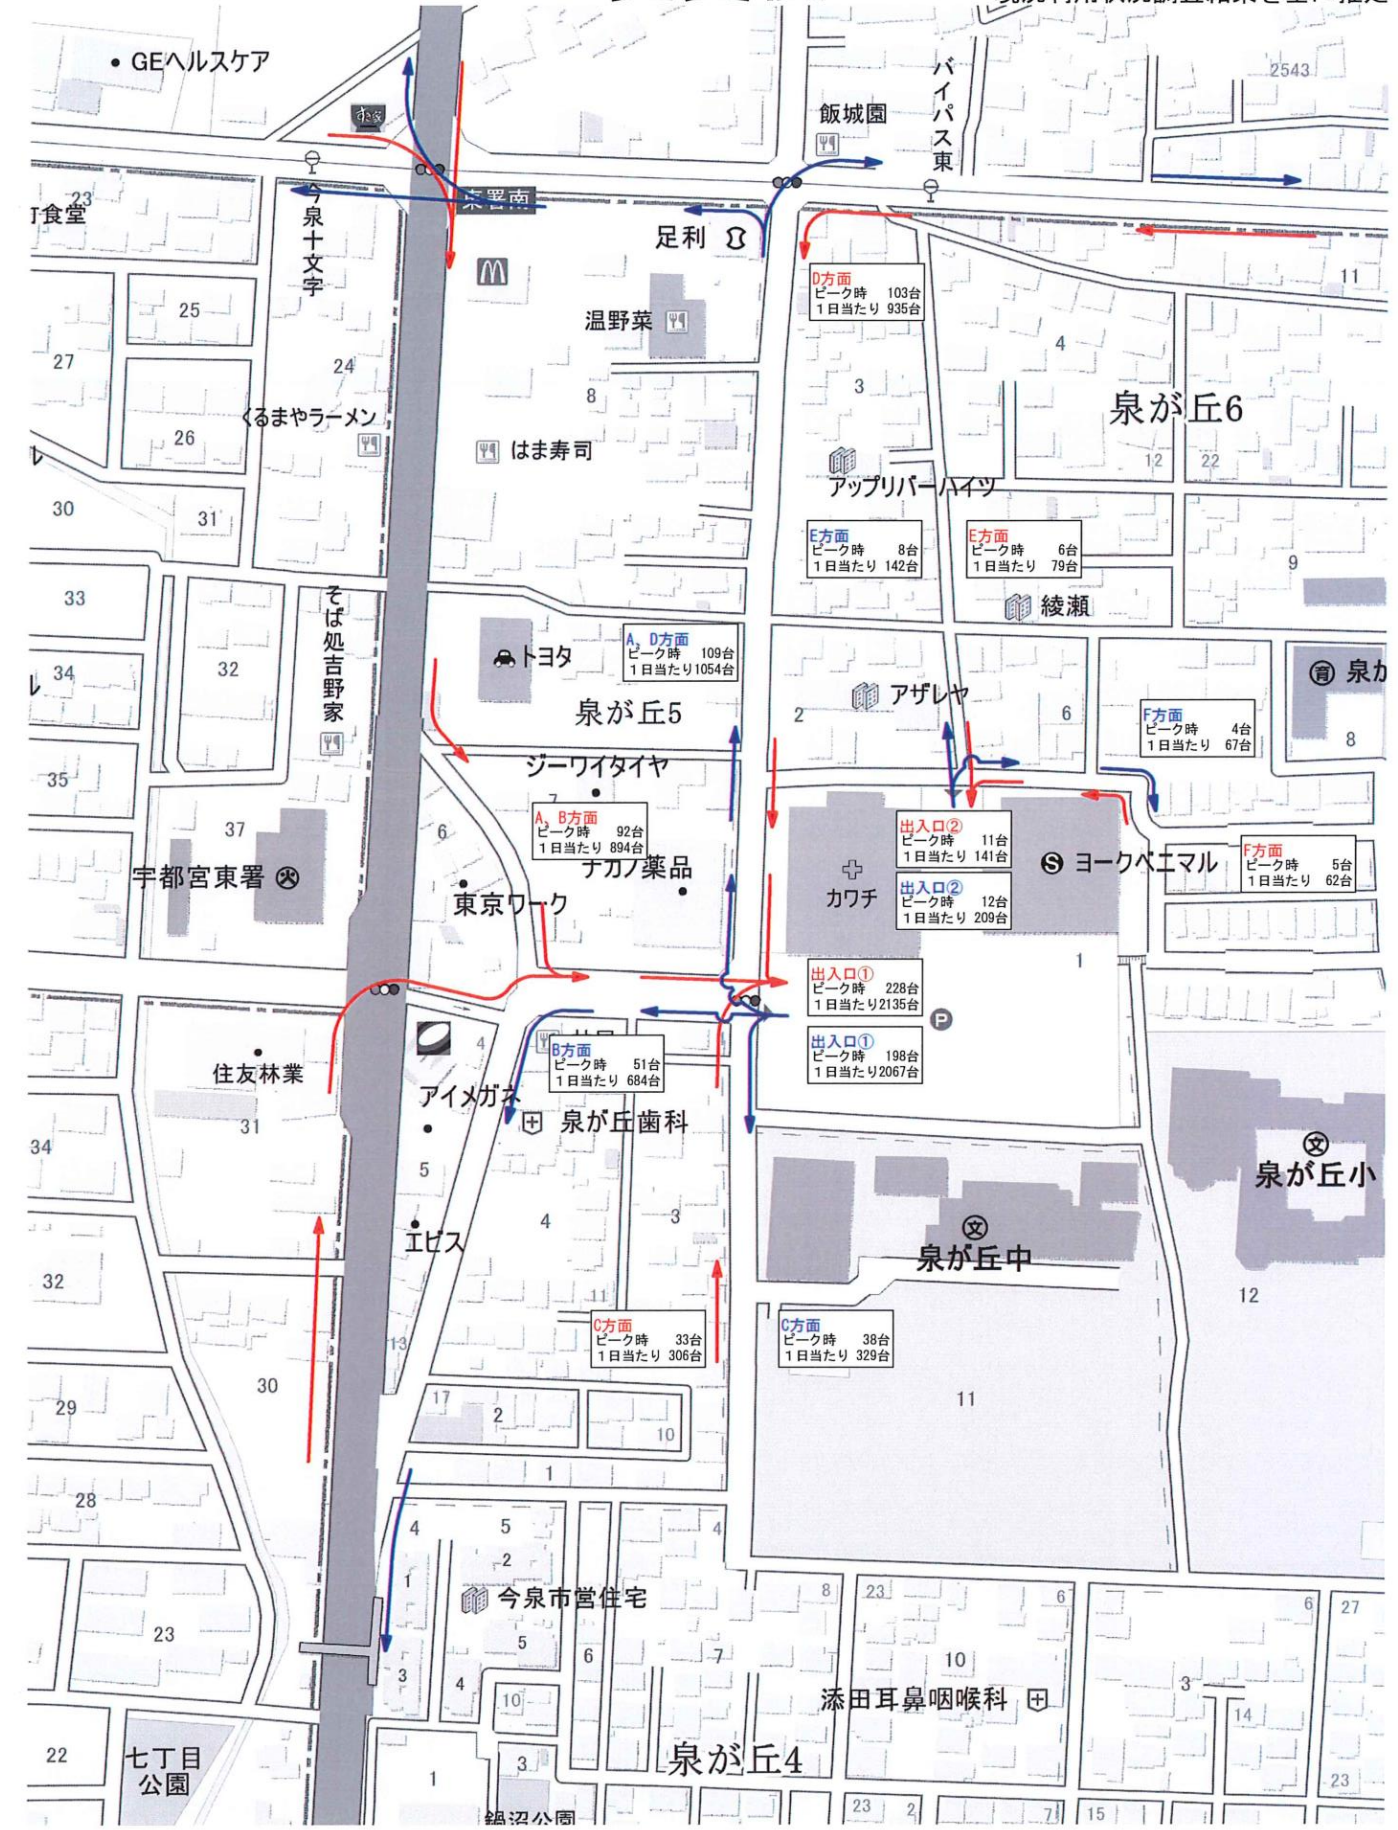 GEヘルスケア
2543
バイパス東
飯城園
すき家
東署南
今泉十文字
23
足利
11
25
D方面
ピーク時 103台
1日当たり 935台
温野菜
27
24
8
3
4
泉が丘6
くるまやラーメン
26
はま寿司
12
22
アップリバーハイツ
30
31
E方面
ピーク時 8台
1日当たり 142台
E方面
ピーク時 6台
1日当たり 79台
9
33
そば処吉野家
綾瀬
34
32
トヨタ
A、D方面
ピーク時 109台
1日当たり1054台
泉が丘5
2
アザレヤ
6
F方面
ピーク時 4台
1日当たり 67台
育
8
35
ジーワイタイヤ
7
37
6
A、B方面
ピーク時 92台
1日当たり 894台
ナカノ薬品
出入口②
ピーク時 11台
1日当たり 141台
S ヨークベニマル
F方面
ピーク時 5台
1日当たり 62台
宇都宮東署
東京ワーク
カワチ
出入口②
ピーク時 12台
1日当たり 209台
1
出入口①
ピーク時 228台
1日当たり2135台
P
出入口①
ピーク時 198台
1日当たり2067台
4
住友林業
B方面
ピーク時 51台
1日当たり 684台
アイメガネ
泉が丘歯科
31
34
5
文
泉が丘小
エビス
4
3
文
泉が丘中
32
11
12
13
C方面
ピーク時 33台
1日当たり 306台
C方面
ピーク時 38台
1日当たり 329台
30
29
17
2
10
11
1
28
4
5
4
2
1
今泉市営住宅
8
23
6
6
27
23
5
3
4
6
7
10
3
10
添田耳鼻咽喉科
14
22
七丁目
公園
1
3
泉が丘4
23
鍋沼公園
23
2
7
15